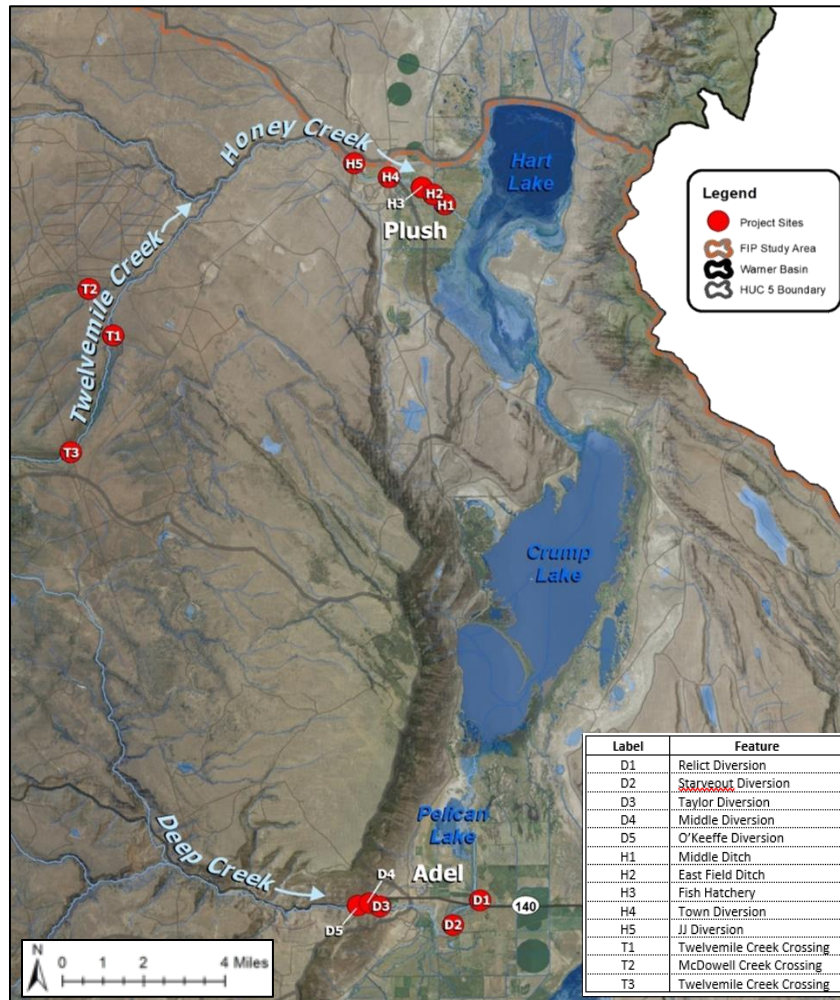 Honey Creek
H5
H4
H3
H2
H1
Plush
Hart
Lake
Legend
Project Sites
FIP Study Area
Warner Basin
HUC 5 Boundary
T2
Twelvemile Creek
T1
T3
Crump
Lake
Pelican
Lake
Deep Creek
Adel
D4
D3
D5
D1
D2
140
N
0 1 2 4 Miles
Label Feature
D1 Relict Diversion
D2 Starveout Diversion
D3 Taylor Diversion
D4 Middle Diversion
D5 O'Keeffe Diversion
H1 Middle Ditch
H2 East Field Ditch
H3 Fish Hatchery
H4 Town Diversion
H5 JJ Diversion
T1 Twelvemile Creek Crossing
T2 McDowell Creek Crossing
T3 Twelvemile Creek Crossing